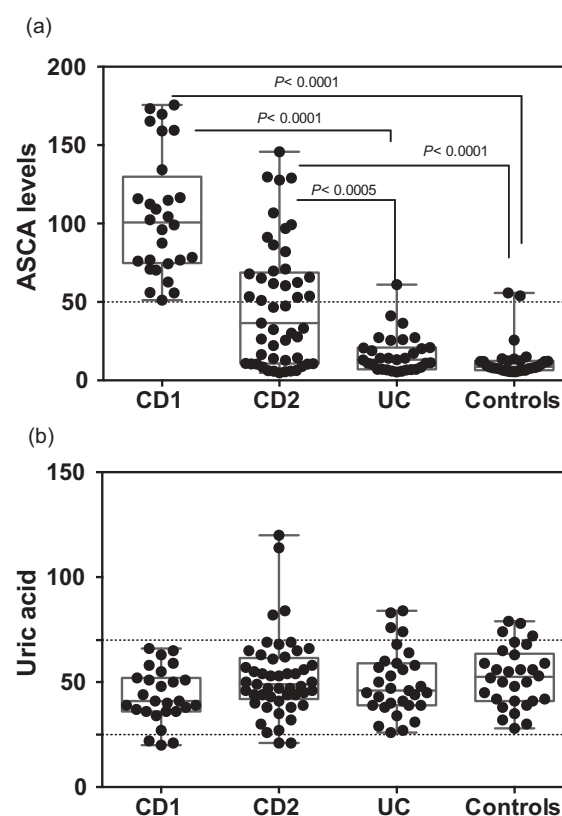 (a)
200
P< 0.0001
P< 0.0001
150
P< 0.0001
P< 0.0005
ASCA levels
100
50
0
CD1 CD2 UC Controls
(b)
150
100
Uric acid
50
0
CD1 CD2 UC Controls